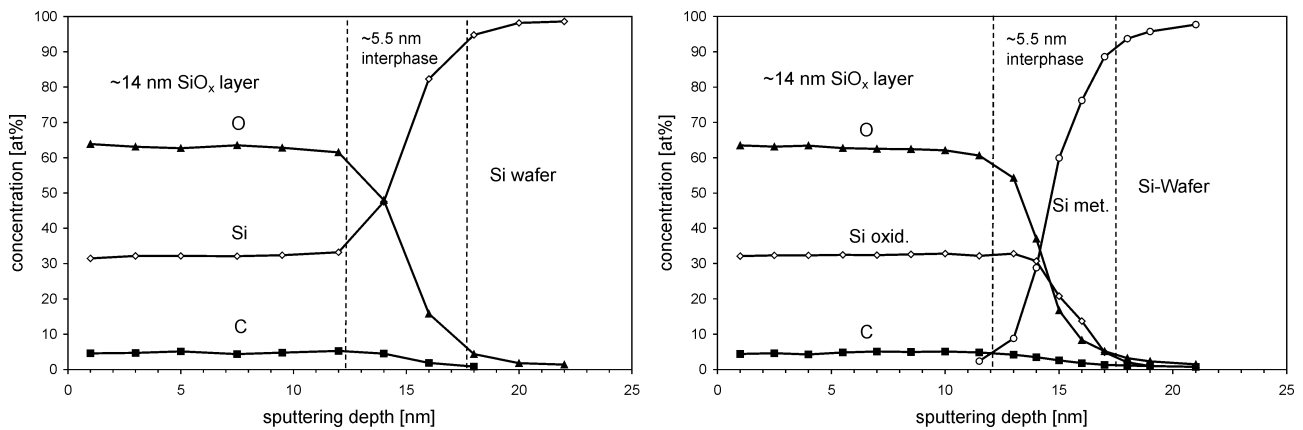 100
90
80
70
60
50
40
30
20
10
0
concentration [at%]
~14 nm SiOx layer
~5.5 nm
interphase
O
Si wafer
Si
C
0 5 10 15 20 25
sputtering depth [nm]
100
90
80
70
60
50
40
30
20
10
0
concentration [at%]
~14 nm SiOx layer
~5.5 nm
interphase
O
Si-Wafer
Si met.
Si oxid.
C
0 5 10 15 20 25
sputtering depth [nm]